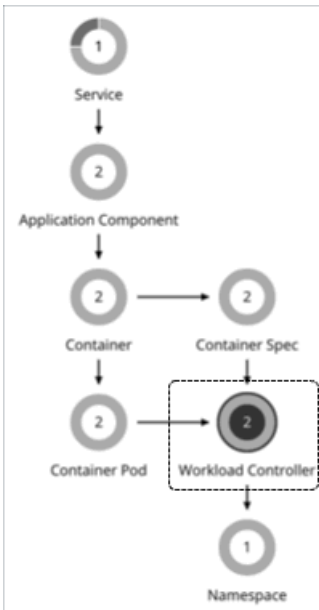 1
Service
2
Application Component
2
2
Container
Container Spec
2
2
Container Pod
Workload Controller
1
Namespace